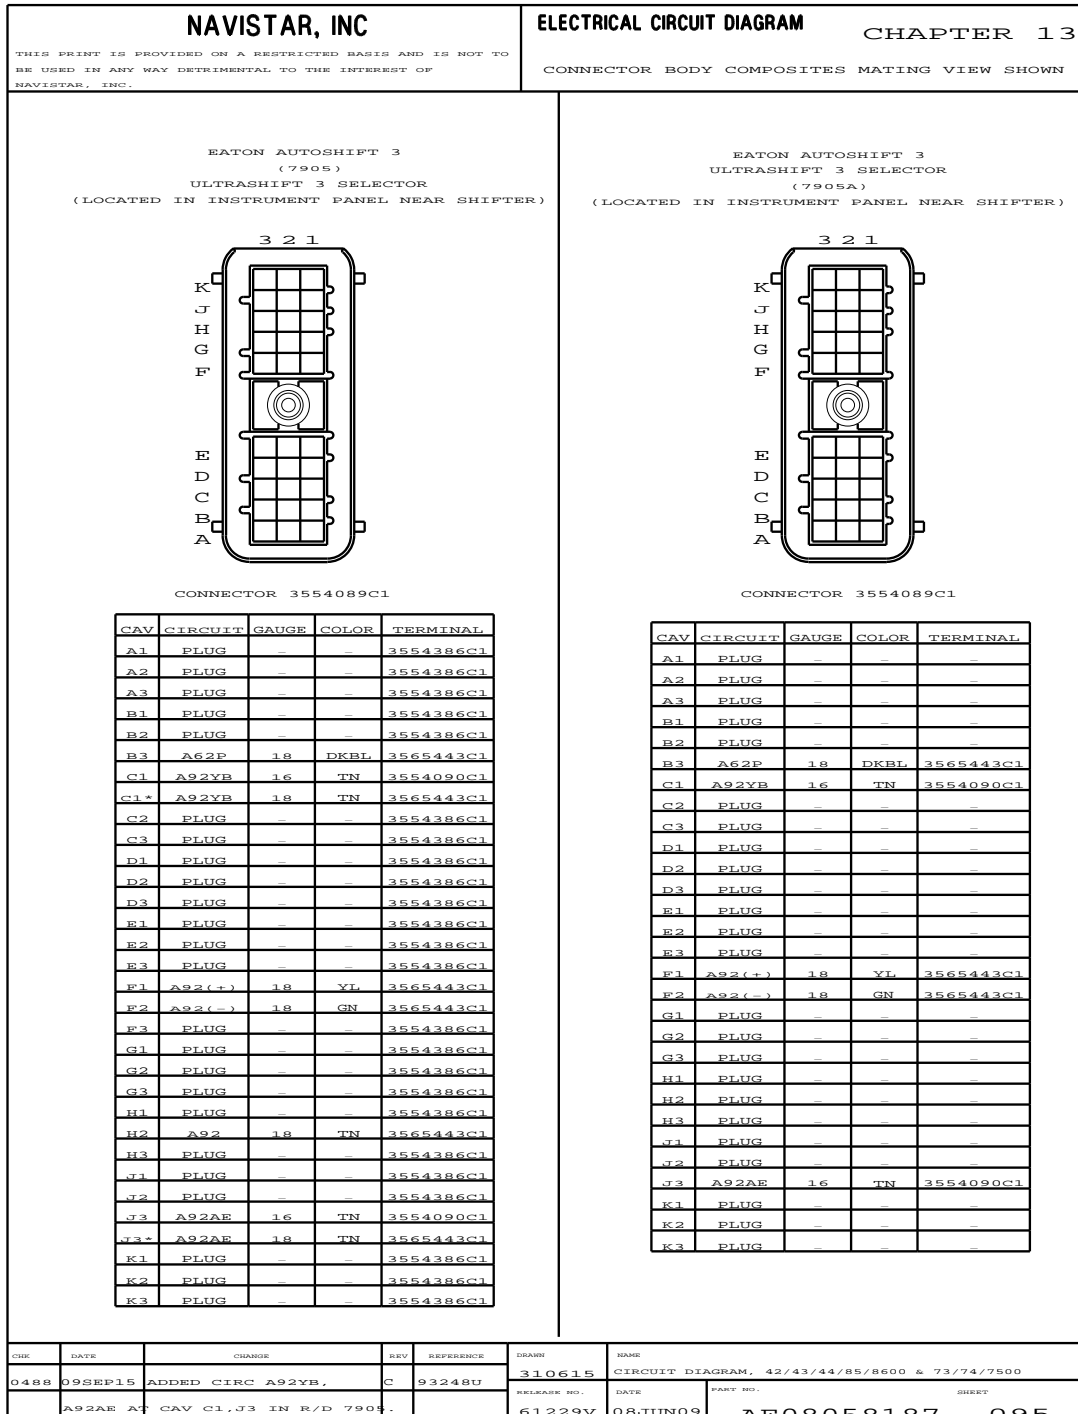 NAVISTAR, INC
THIS PRINT IS PROVIDED ON A RESTRICTED BASIS AND IS NOT TO
BE USED IN ANY WAY DETRIMENTAL TO THE INTEREST OF
NAVISTAR, INC.
ELECTRICAL CIRCUIT DIAGRAM
CHAPTER 13
CONNECTOR BODY COMPOSITES MATING VIEW SHOWN
EATON AUTOSHIFT 3
(7905)
ULTRASHIFT 3 SELECTOR
(LOCATED IN INSTRUMENT PANEL NEAR SHIFTER)
3 2 1
K
J
H
G
F
E
D
C
B
A
CONNECTOR 3554089C1
CAV CIRCUIT GAUGE COLOR TERMINAL
A1 PLUG – – 3554386C1
A2 PLUG – – 3554386C1
A3 PLUG – – 3554386C1
B1 PLUG – – 3554386C1
B2 PLUG – – 3554386C1
B3 A62P 18 DKBL 3565443C1
C1 A92YB 16 TN 3554090C1
C1* A92YB 18 TN 3565443C1
C2 PLUG – – 3554386C1
C3 PLUG – – 3554386C1
D1 PLUG – – 3554386C1
D2 PLUG – – 3554386C1
D3 PLUG – – 3554386C1
E1 PLUG – – 3554386C1
E2 PLUG – – 3554386C1
E3 PLUG – – 3554386C1
F1 A92(+) 18 YL 3565443C1
F2 A92(–) 18 GN 3565443C1
F3 PLUG – – 3554386C1
G1 PLUG – – 3554386C1
G2 PLUG – – 3554386C1
G3 PLUG – – 3554386C1
H1 PLUG – – 3554386C1
H2 A92 18 TN 3565443C1
H3 PLUG – – 3554386C1
J1 PLUG – – 3554386C1
J2 PLUG – – 3554386C1
J3 A92AE 16 TN 3554090C1
J3* A92AE 18 TN 3565443C1
K1 PLUG – – 3554386C1
K2 PLUG – – 3554386C1
K3 PLUG – – 3554386C1
EATON AUTOSHIFT 3
ULTRASHIFT 3 SELECTOR
(7905A)
(LOCATED IN INSTRUMENT PANEL NEAR SHIFTER)
3 2 1
K
J
H
G
F
E
D
C
B
A
CONNECTOR 3554089C1
CAV CIRCUIT GAUGE COLOR TERMINAL
A1 PLUG – – –
A2 PLUG – – –
A3 PLUG – – –
B1 PLUG – – –
B2 PLUG – – –
B3 A62P 18 DKBL 3565443C1
C1 A92YB 16 TN 3554090C1
C2 PLUG – – –
C3 PLUG – – –
D1 PLUG – – –
D2 PLUG – – –
D3 PLUG – – –
E1 PLUG – – –
E2 PLUG – – –
E3 PLUG – – –
F1 A92(+) 18 YL 3565443C1
F2 A92(–) 18 GN 3565443C1
G1 PLUG – – –
G2 PLUG – – –
G3 PLUG – – –
H1 PLUG – – –
H2 PLUG – – –
H3 PLUG – – –
J1 PLUG – – –
J2 PLUG – – –
J3 A92AE 16 TN 3554090C1
K1 PLUG – – –
K2 PLUG – – –
K3 PLUG – – –
CHK DATE CHANGE REV REFERENCE
0488 09SEP15 ADDED CIRC A92YB, C 93248U
A92AE AT CAV C1,J3 IN R/D 7905.
DRAWN
310615
NAME
CIRCUIT DIAGRAM, 42/43/44/85/8600 & 73/74/7500
RELEASE NO.
61229V
DATE
08JUN09
PART NO. SHEET
AE08058187 095